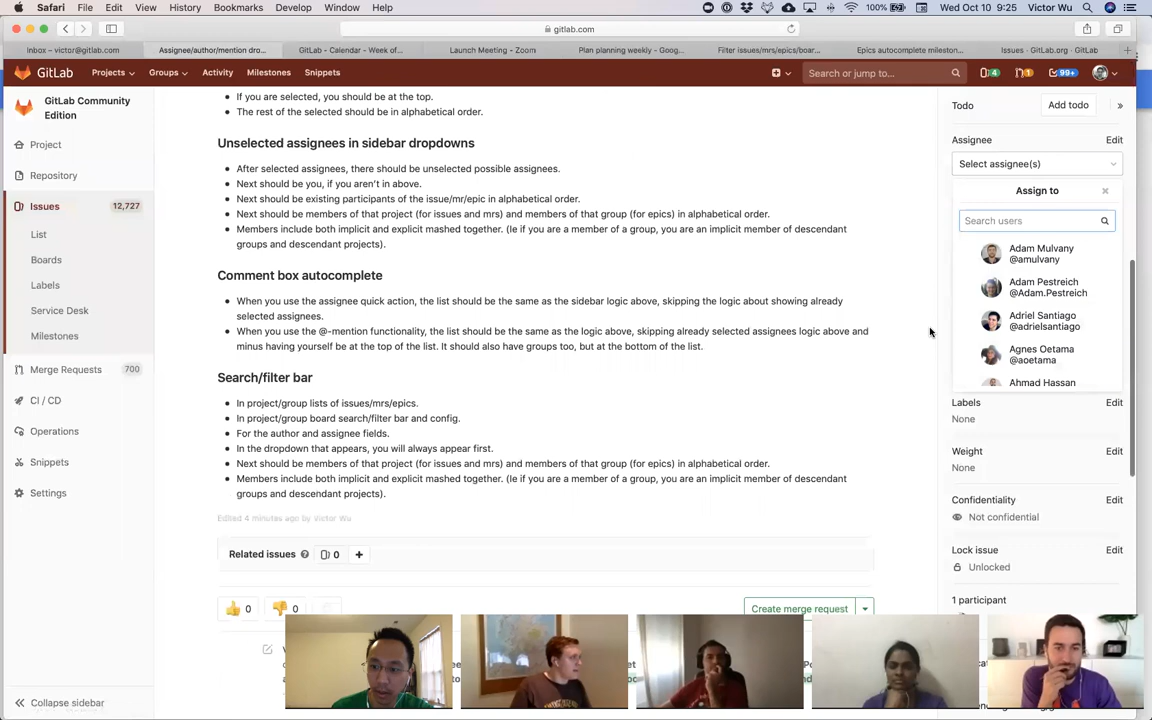 Safari File Edit View History Bookmarks Develop Window Help 100% Wed Oct 10 9:25 Victor Wu
gitlab.com
Inbox – victor@gitlab.com Assignee/author/mention dro... GitLab - Calendar - Week of... Launch Meeting - Zoom Plan planning weekly - Goog... Filter issues/mrs/epics/boar... Epics autocomplete mileston... Issues · GitLab.org · GitLab
GitLab Projects Groups Activity Milestones Snippets Search or jump to... 4 1 99+
GitLab Community
Edition
Project
Repository
Issues 12,727
List
Boards
Labels
Service Desk
Milestones
Merge Requests 700
CI / CD
Operations
Snippets
Settings
Collapse sidebar
If you are selected, you should be at the top.
The rest of the selected should be in alphabetical order.
Unselected assignees in sidebar dropdowns
After selected assignees, there should be unselected possible assignees.
Next should be you, if you aren't in above.
Next should be existing participants of the issue/mr/epic in alphabetical order.
Next should be members of that project (for issues and mrs) and members of that group (for epics) in alphabetical order.
Members include both implicit and explicit mashed together. (Ie if you are a member of a group, you are an implicit member of descendant
groups and descendant projects).
Comment box autocomplete
When you use the assignee quick action, the list should be the same as the sidebar logic above, skipping the logic about showing already
selected assignees.
When you use the @-mention functionality, the list should be the same as the logic above, skipping already selected assignees logic above and
minus having yourself be at the top of the list. It should also have groups too, but at the bottom of the list.
Search/filter bar
In project/group lists of issues/mrs/epics.
In project/group board search/filter bar and config.
For the author and assignee fields.
In the dropdown that appears, you will always appear first.
Next should be members of that project (for issues and mrs) and members of that group (for epics) in alphabetical order.
Members include both implicit and explicit mashed together. (Ie if you are a member of a group, you are an implicit member of descendant
groups and descendant projects).
Edited 4 minutes ago by Victor Wu
Related issues 0
0 0 Create merge request
Todo Add todo
Assignee Edit
Select assignee(s)
Assign to
Search users
Adam Mulvany
@amulvany
Adam Pestreich
@Adam.Pestreich
Adriel Santiago
@adrielsantiago
Agnes Oetama
@aoetama
Ahmad Hassan
Labels Edit
None
Weight Edit
None
Confidentiality Edit
Not confidential
Lock issue Edit
Unlocked
1 participant